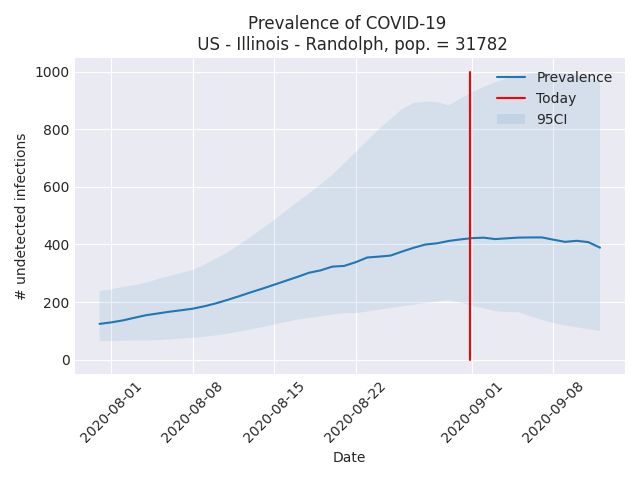 Prevalence of COVID-19
US - Illinois - Randolph, pop. = 31782
1000
800
600
400
200
0
# undetected infections
Prevalence
Today
95CI
2020-08-01
2020-08-08
2020-08-15
2020-08-22
2020-09-01
2020-09-08
Date